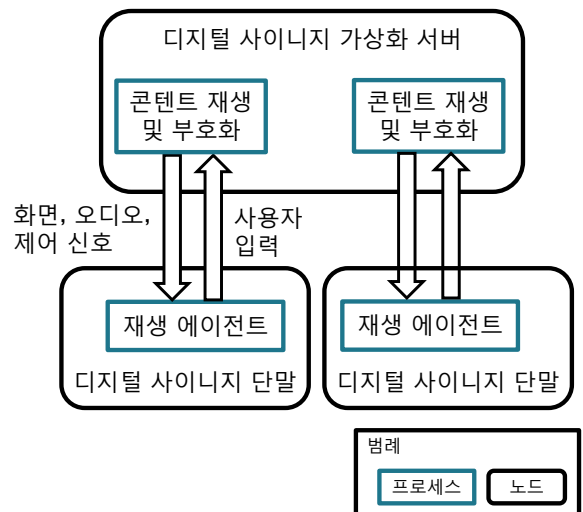 디지털 사이니지 가상화 서버
콘텐트 재생
및 부호화
콘텐트 재생
및 부호화
화면, 오디오,
제어 신호
사용자
입력
재생 에이전트
디지털 사이니지 단말
재생 에이전트
디지털 사이니지 단말
범례
프로세스
노드